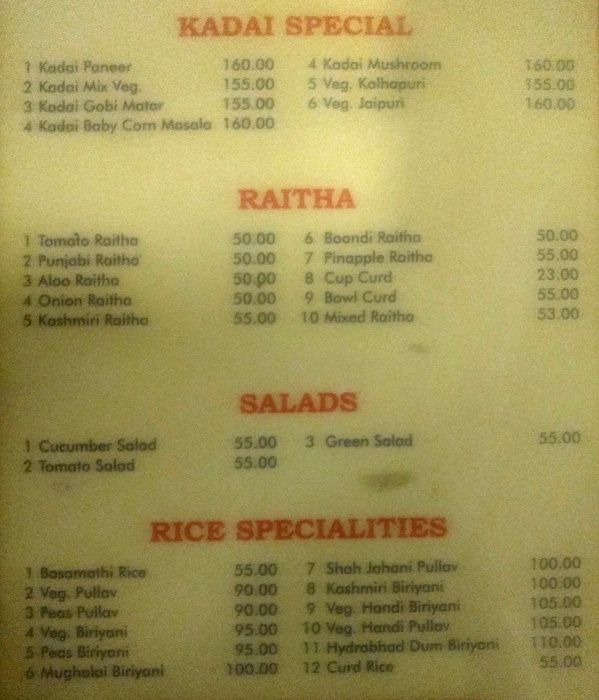 KADAI SPECIAL
1 Kadai Paneer 160.00 4 Kadai Mushroom 160.00
2 Kadai Mix Veg. 155.00 5 Veg. Kolhapuri 155.00
3 Kadai Gobi Matar 155.00 6 Veg. Jaipuri 160.00
4 Kadai Baby Corn Masala 160.00
RAITHA
1 Tomato Raitha 50.00 6 Boondi Raitha 50.00
2 Punjabi Raitha 50.00 7 Pinapple Raitha 55.00
3 Aloo Raitha 50.00 8 Cup Curd 23.00
4 Onion Raitha 50.00 9 Bowl Curd 55.00
5 Kashmiri Raitha 55.00 10 Mixed Raitha 53.00
SALADS
1 Cucumber Salad 55.00 3 Green Salad 55.00
2 Tomato Salad 55.00
RICE SPECIALITIES
1 Basamathi Rice 55.00 7 Shah Jahani Pullav 100.00
2 Veg. Pullav 90.00 8 Kashmiri Biriyani 100.00
3 Peas Pullav 90.00 9 Veg. Handi Biriyani 105.00
4 Veg. Biriyani 95.00 10 Veg. Handi Pullav 105.00
5 Peas Biriyani 95.00 11 Hydrabhad Dum Biriyani 110.00
6 Mughalai Biriyani 100.00 12 Curd Rice 55.00